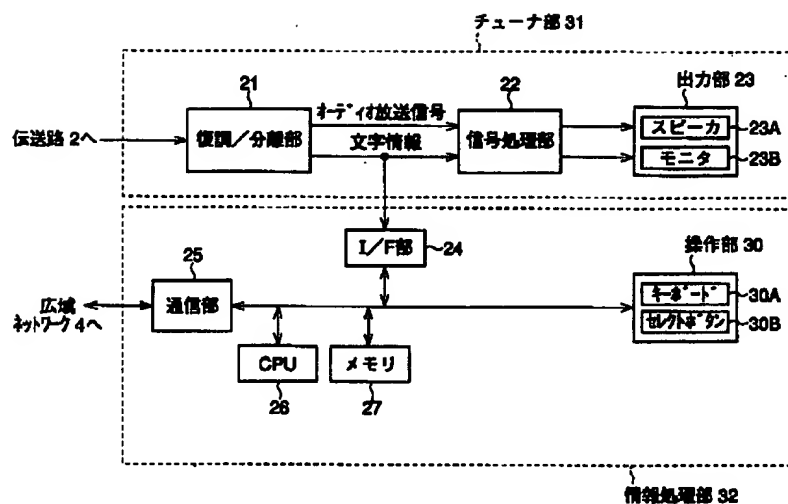 チューナ部 31
21
オーディオ放送信号
22
出力部 23
伝送路 2へ
復調／分離部
文字情報
信号処理部
スピーカ
23A
モニタ
23B
I／F部
24
25
操作部 30
広域
ネットワーク 4へ
通信部
キーボード
30A
セレクトボタン
30B
CPU
メモリ
26
27
情報処理部 32